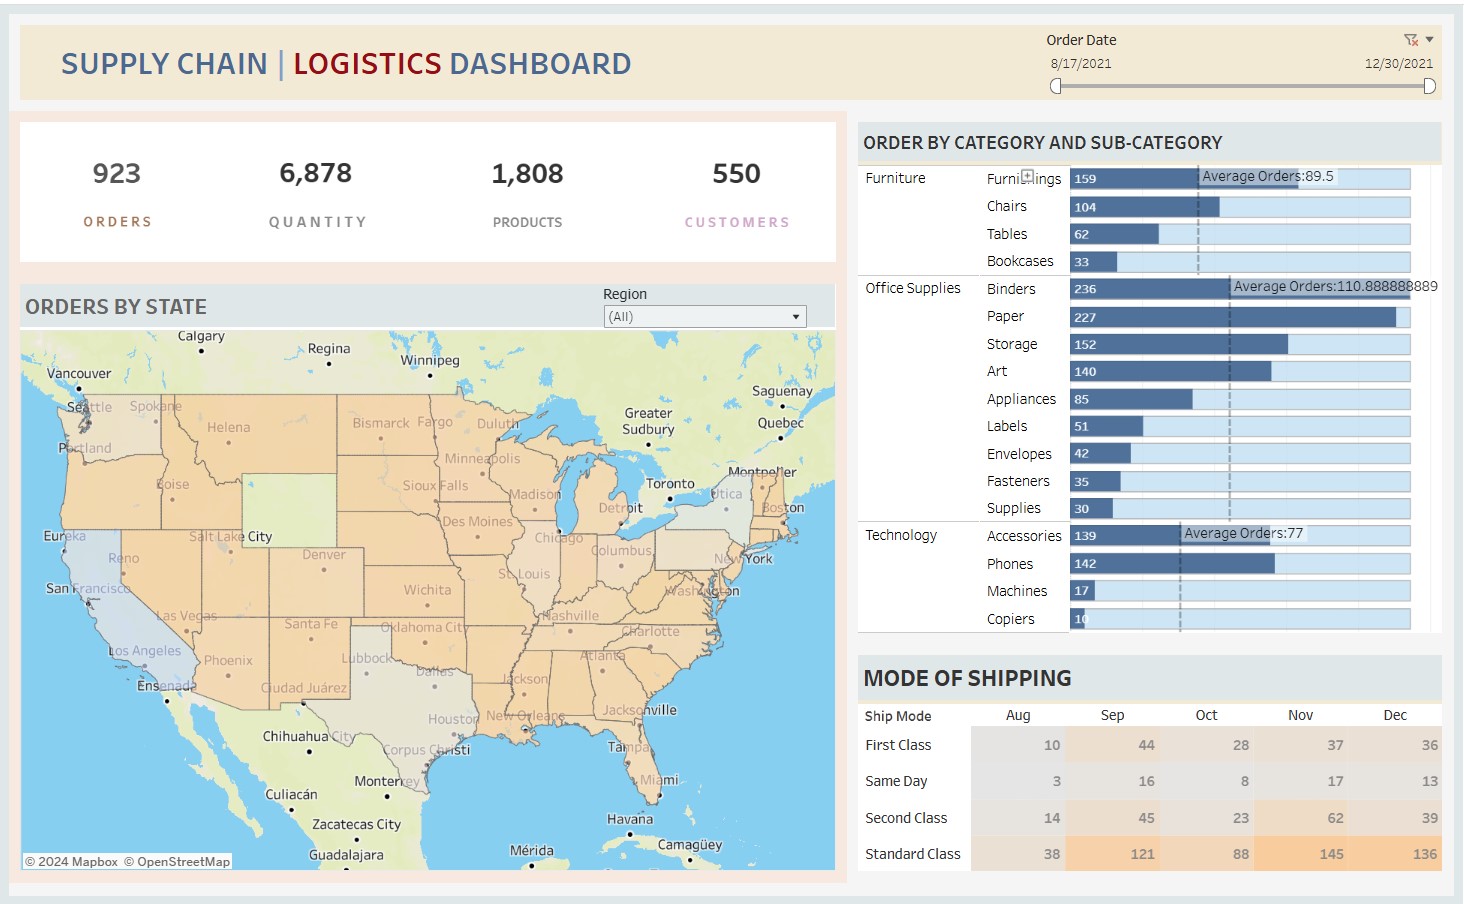 SUPPLY CHAIN | LOGISTICS DASHBOARD
Order Date
8/17/2021 12/30/2021
923 6,878 1,808 550
ORDERS QUANTITY PRODUCTS CUSTOMERS
ORDERS BY STATE
Region
(All)
Calgary
Regina
Winnipeg
Vancouver
Saguenay
Seattle Spokane
Greater
Sudbury
Quebec
Helena
Bismarck Fargo Duluth
Portland
Minneapolis
Montpelier
Boise
Sioux Falls
Toronto
Madison
Utica
Detroit
Boston
Des Moines
Eureka
Salt Lake City
Chicago
Reno
Denver
Columbus
New York
St. Louis
San Francisco
Wichita
Washington
Las Vegas
Nashville
Santa Fe
Oklahoma City
Charlotte
Los Angeles
Phoenix
Lubbock
Atlanta
Dallas
Ensenada
Ciudad Juárez
Jackson
Jacksonville
Houston
New Orleans
Chihuahua City
Corpus Christi
Tampa
Monterrey
Miami
Culiacán
Zacatecas City
Havana
Guadalajara
Mérida
Camagüey
© 2024 Mapbox © OpenStreetMap
ORDER BY CATEGORY AND SUB-CATEGORY
Furniture Furnishings 159 Average Orders:89.5
Chairs 104
Tables 62
Bookcases 33
Office Supplies Binders 236 Average Orders:110.888888889
Paper 227
Storage 152
Art 140
Appliances 85
Labels 51
Envelopes 42
Fasteners 35
Supplies 30
Technology Accessories 139 Average Orders:77
Phones 142
Machines 17
Copiers 10
MODE OF SHIPPING
Ship Mode Aug Sep Oct Nov Dec
First Class 10 44 28 37 36
Same Day 3 16 8 17 13
Second Class 14 45 23 62 39
Standard Class 38 121 88 145 136